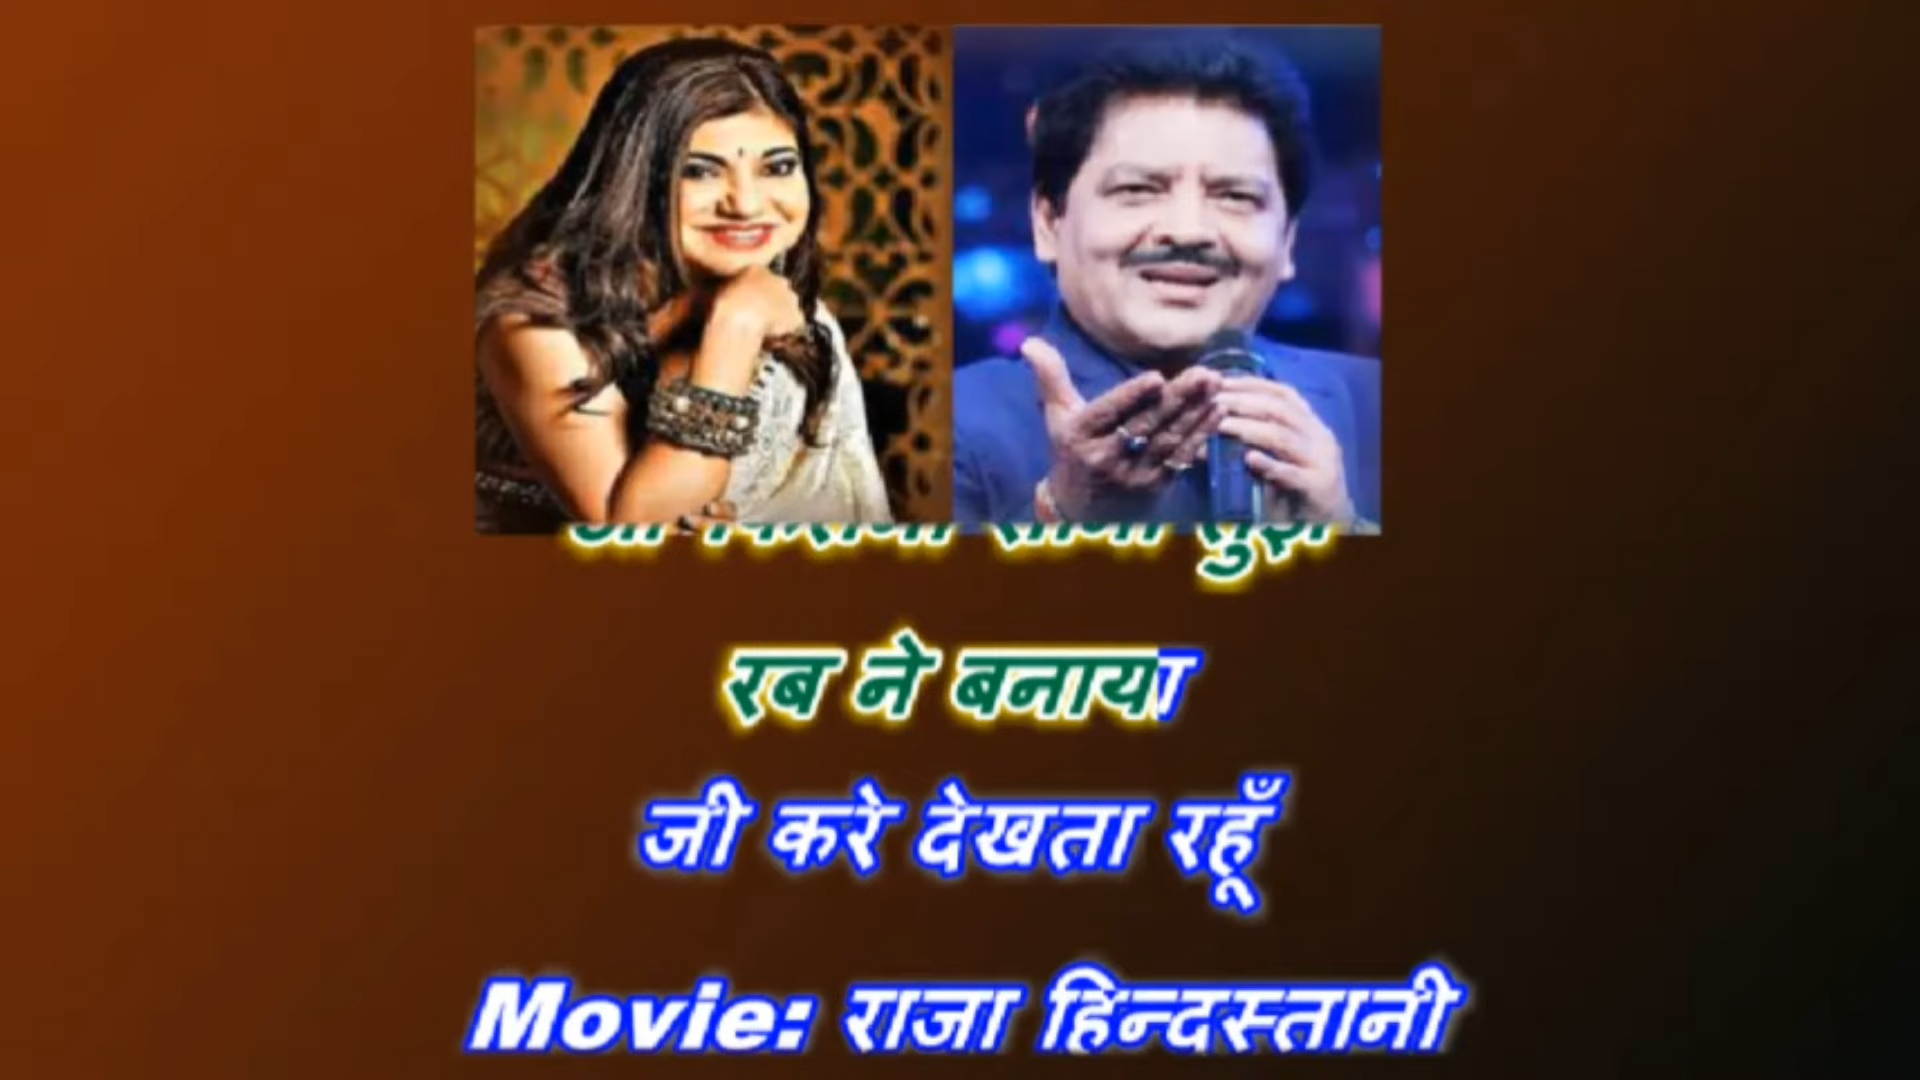 रब ने बनाया
जी करे देखता रहूँ
Movie: राजा हिन्दस्तानी